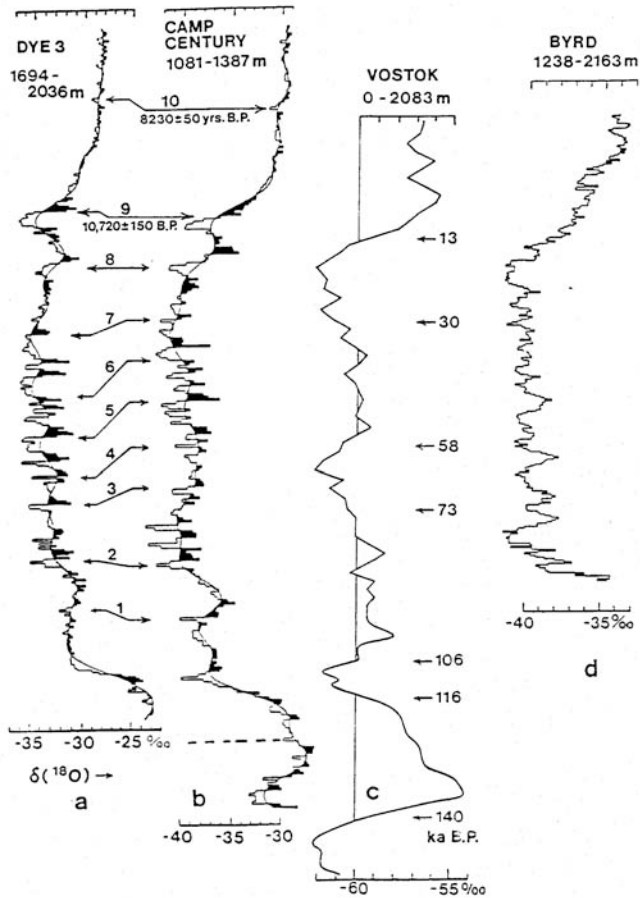 DYE 3
1694-
2036 m
CAMP
CENTURY
1081-1387 m
VOSTOK
0-2083 m
BYRD
1238-2163 m
10
8230±50 yrs. B.P.
9
10,720±150 B.P.
8
7
6
5
4
3
2
1
13
30
58
73
106
116
140
ka B.P.
-40 -35‰
d
-35 -30 -25 ‰
δ(¹⁸O) →
a
b
-40 -35 -30
c
-60 -55‰